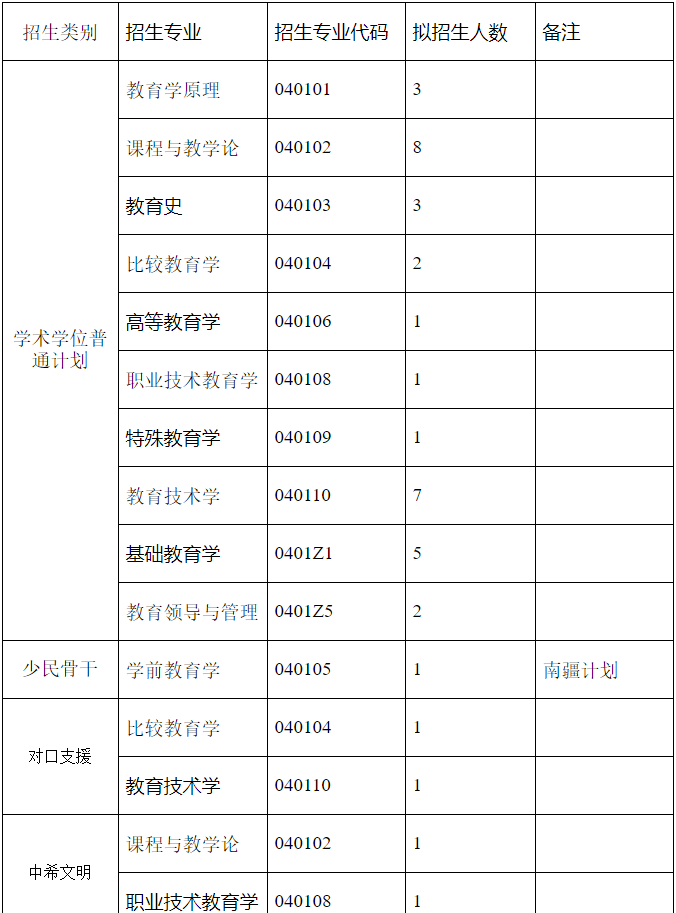 招生类别 招生专业 招生专业代码 拟招生人数 备注
教育学原理 040101 3
课程与教学论 040102 8
教育史 040103 3
比较教育学 040104 2
高等教育学 040106 1
学术学位普
通计划
职业技术教育学 040108 1
特殊教育学 040109 1
教育技术学 040110 7
基础教育学 0401Z1 5
教育领导与管理 0401Z5 2
少民骨干 学前教育学 040105 1 南疆计划
对口支援
比较教育学 040104 1
教育技术学 040110 1
中希文明
课程与教学论 040102 1
职业技术教育学 040108 1